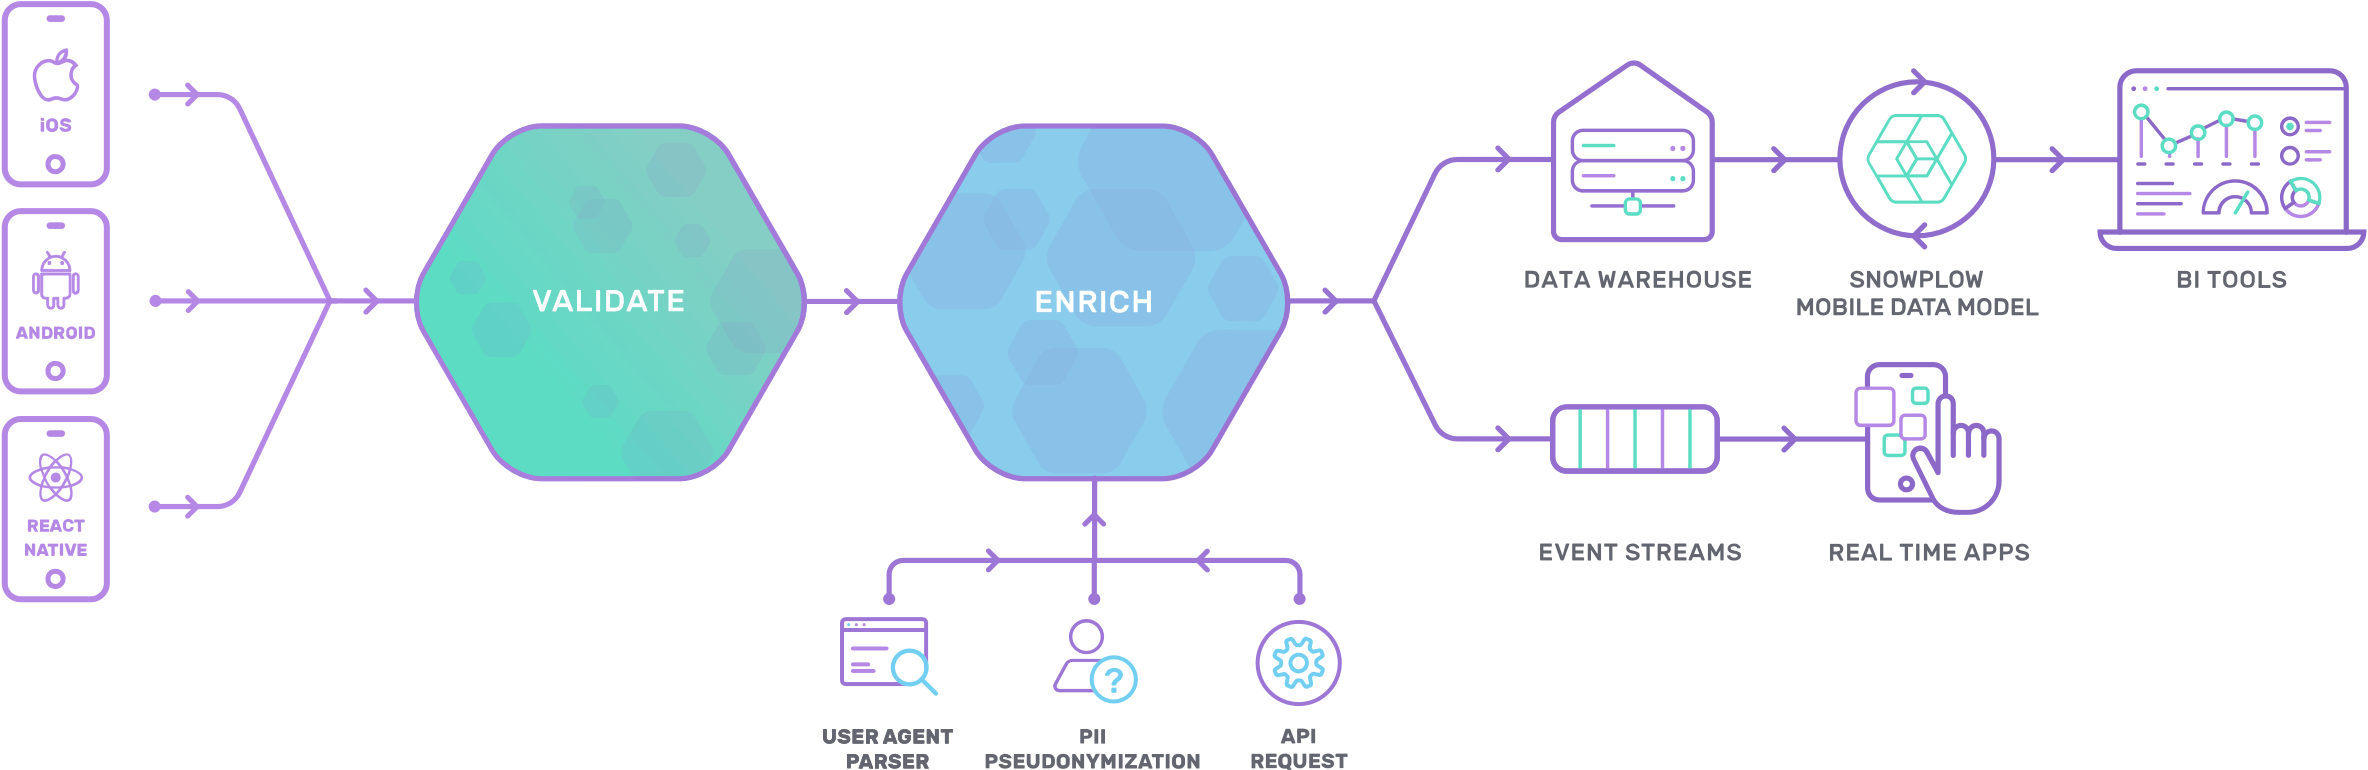 iOS
ANDROID
REACT
NATIVE
VALIDATE
ENRICH
USER AGENT
PARSER
PII
PSEUDONYMIZATION
API
REQUEST
DATA WAREHOUSE
SNOWPLOW
MOBILE DATA MODEL
BI TOOLS
EVENT STREAMS
REAL TIME APPS
?